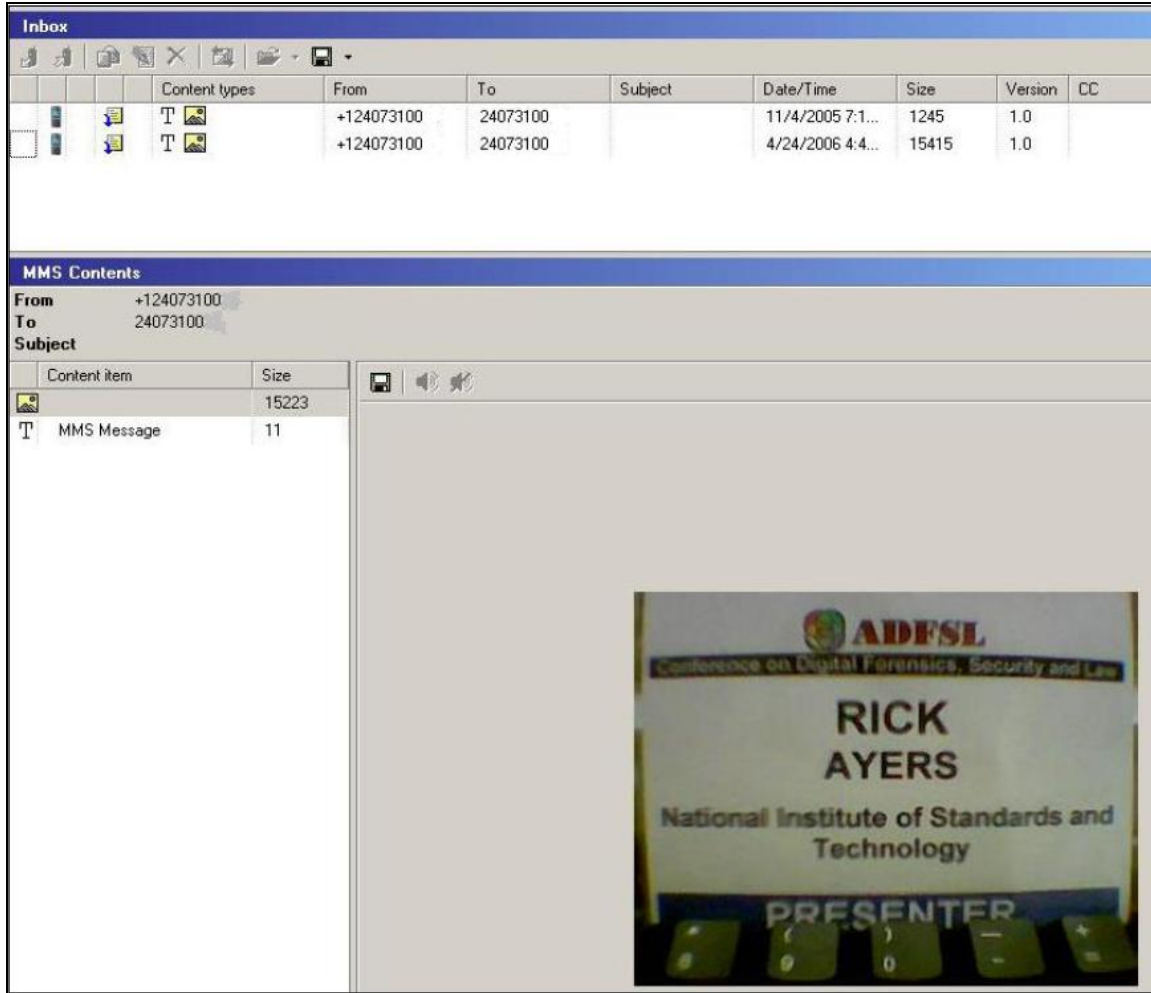 Inbox
Content types From To Subject Date/Time Size Version CC
T +124073100 24073100 11/4/2005 7:1... 1245 1.0
T +124073100 24073100 4/24/2006 4:4... 15415 1.0
MMS Contents
From +124073100
To 24073100
Subject
Content item Size
15223
T MMS Message 11
ADFSL
Conference on Digital Forensics, Security and Law
RICK
AYERS
National Institute of Standards and
Technology
PRESENTER
* ( ) — +
8 9 0 - =